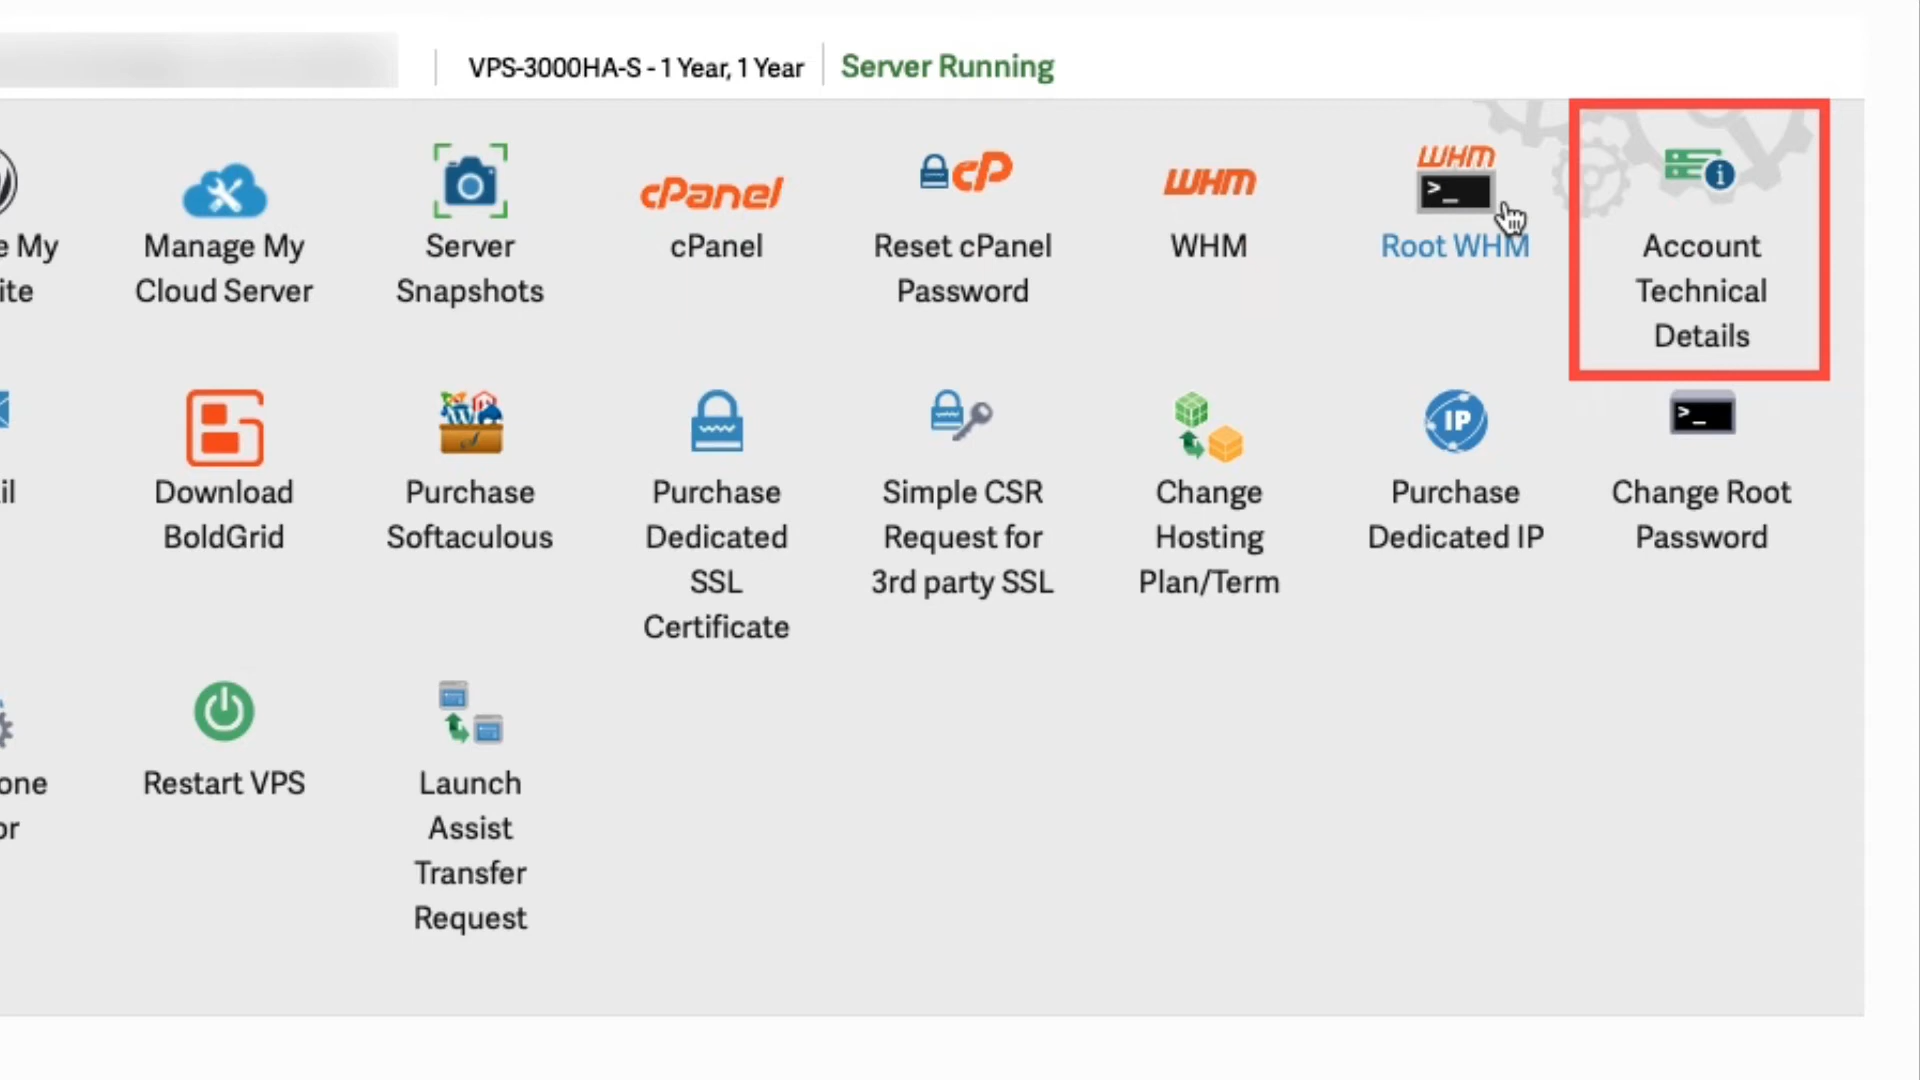 VPS-3000HA-S - 1 Year, 1 Year
Server Running
e My
ite
Manage My
Cloud Server
Server
Snapshots
cPanel
cPanel
cP
Reset cPanel
Password
WHM
WHM
WHM
>_
Root WHM
i
Account
Technical
Details
il
Download
BoldGrid
Purchase
Softaculous
Purchase
Dedicated
SSL
Certificate
Simple CSR
Request for
3rd party SSL
Change
Hosting
Plan/Term
IP
Purchase
Dedicated IP
>_
Change Root
Password
one
or
Restart VPS
Launch
Assist
Transfer
Request